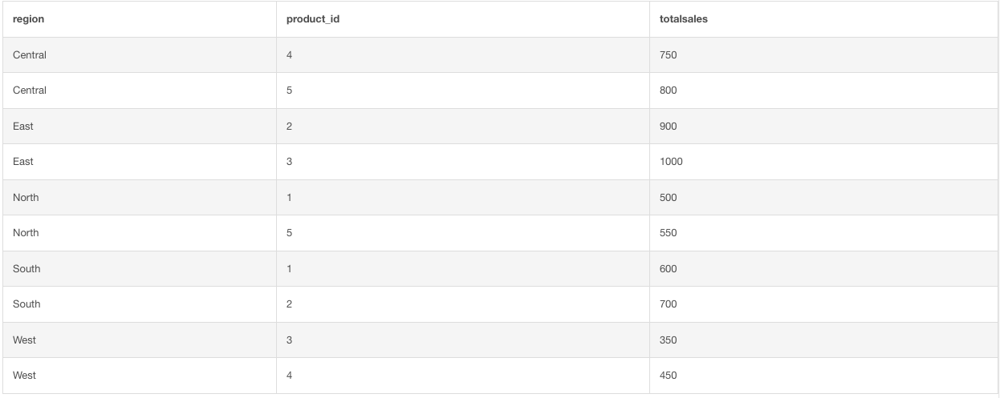 region product_id totalsales
Central 4 750
Central 5 800
East 2 900
East 3 1000
North 1 500
North 5 550
South 1 600
South 2 700
West 3 350
West 4 450